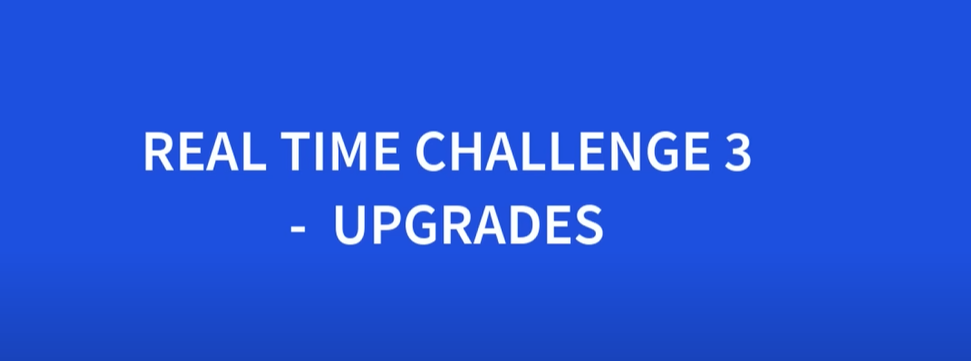 REAL TIME CHALLENGE 3
- UPGRADES